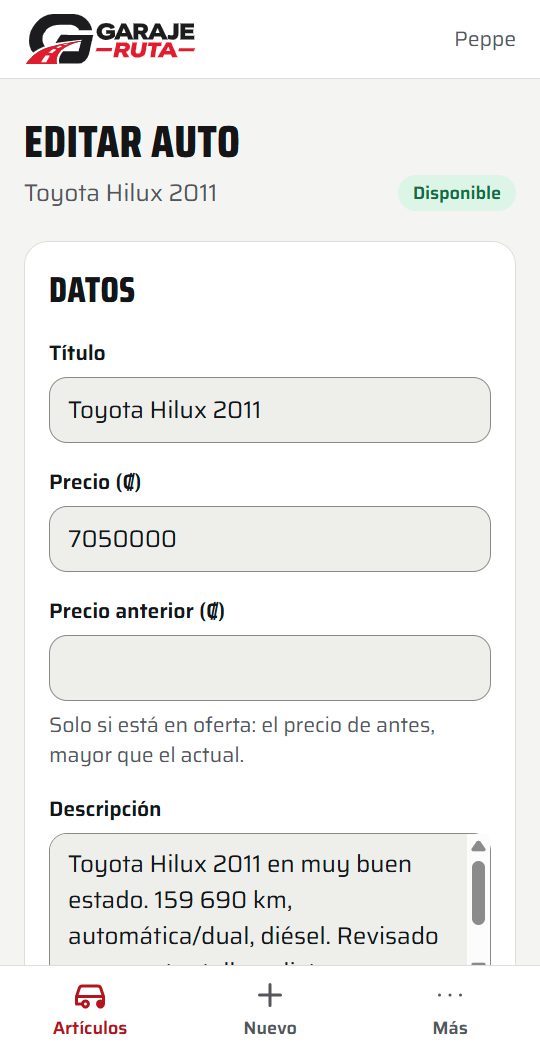 GARAJE
RUTA
Peppe
EDITAR AUTO
Toyota Hilux 2011
Disponible
DATOS
Título
Toyota Hilux 2011
Precio (₡)
7050000
Precio anterior (₡)
Solo si está en oferta: el precio de antes,
mayor que el actual.
Descripción
Toyota Hilux 2011 en muy buen
estado. 159 690 km,
automática/dual, diésel. Revisado
Artículos
Nuevo
Más